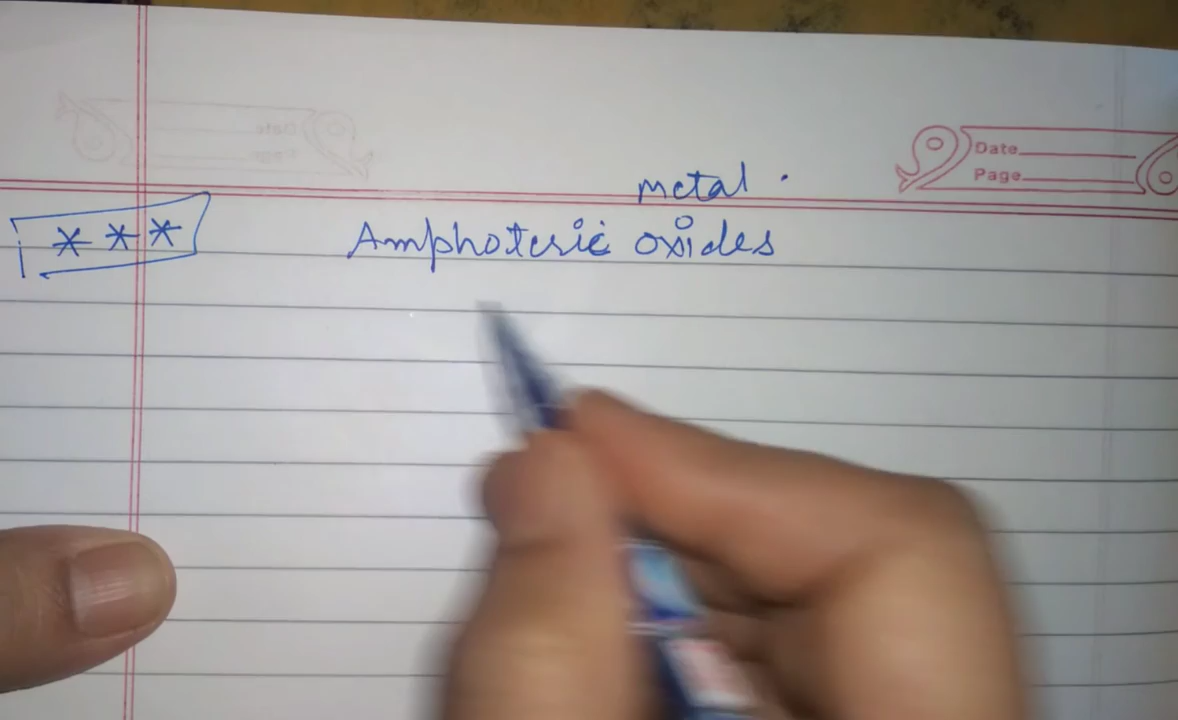 Date
Page
metal .
*** Amphoteric oxides